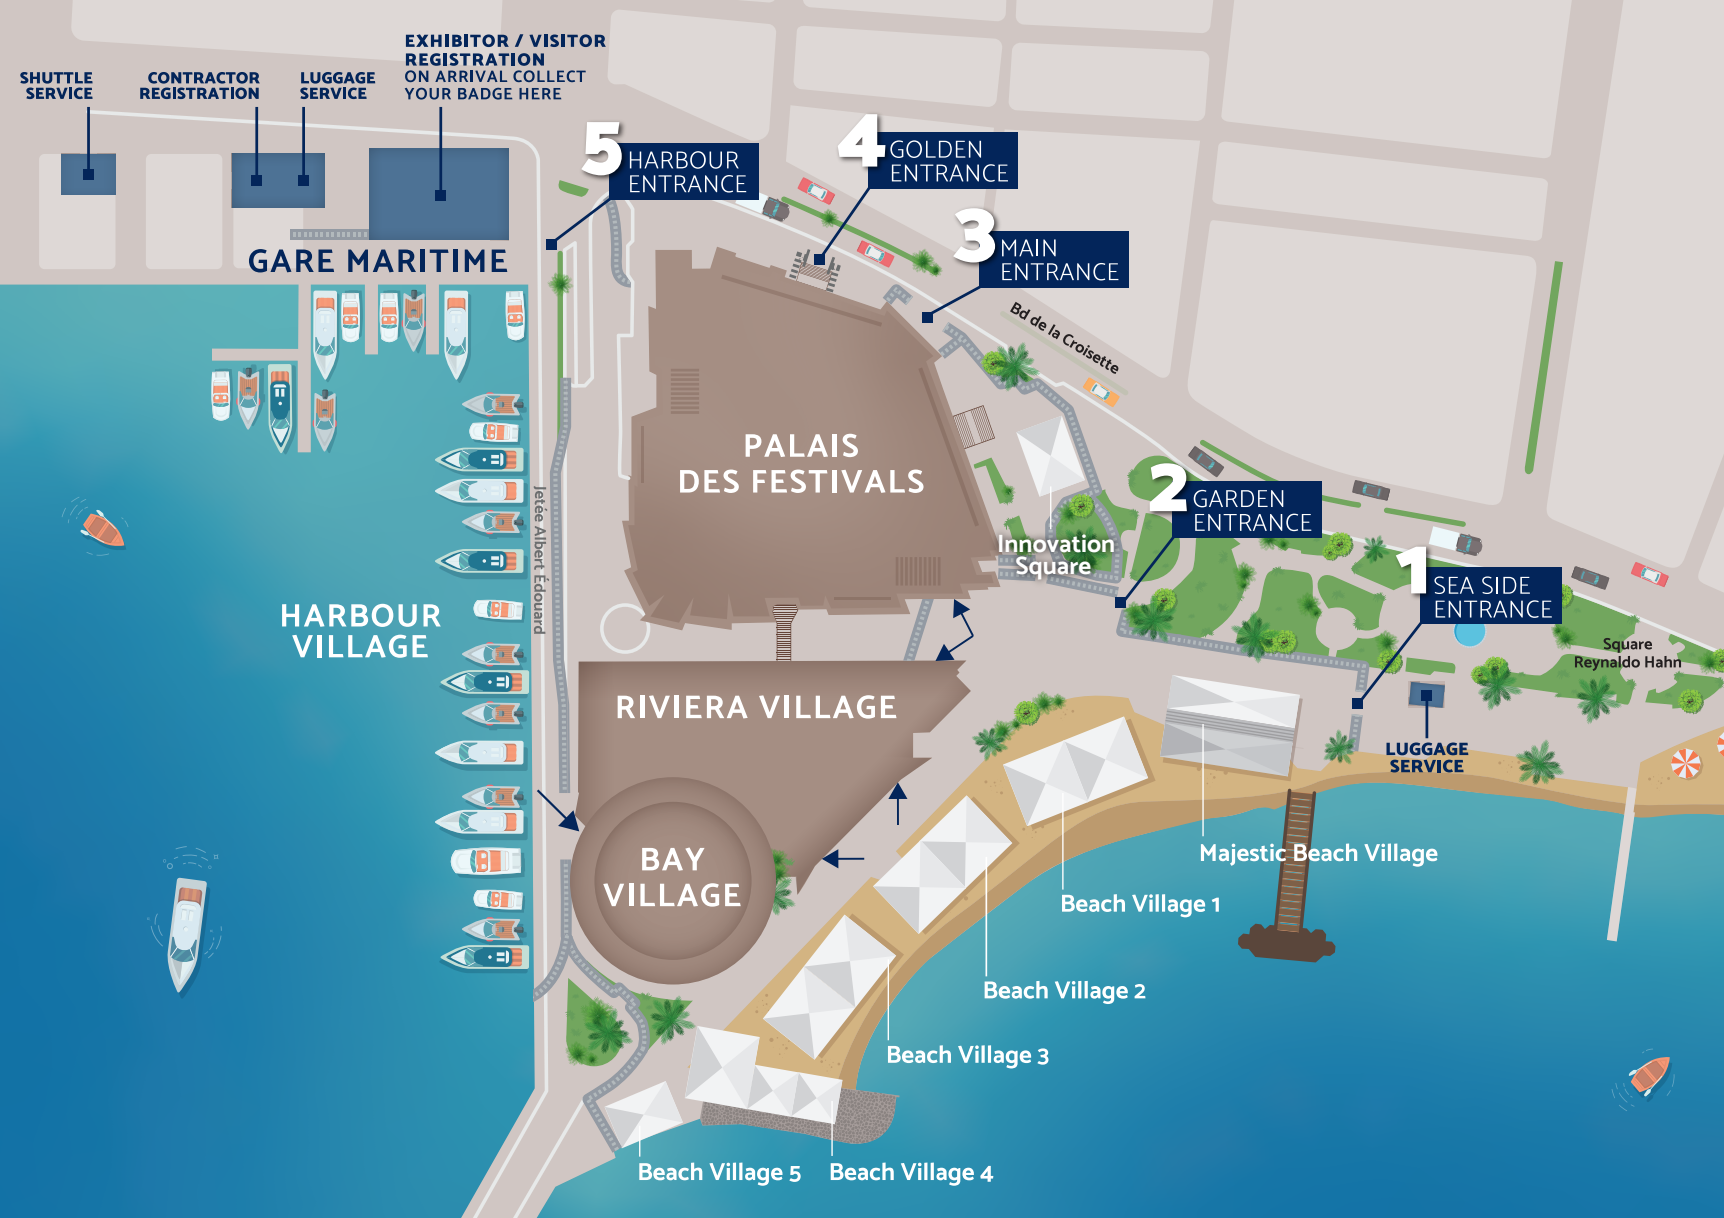 SHUTTLE
SERVICE
CONTRACTOR
REGISTRATION
LUGGAGE
SERVICE
EXHIBITOR / VISITOR
REGISTRATION
ON ARRIVAL COLLECT
YOUR BADGE HERE
GARE MARITIME
5 HARBOUR
ENTRANCE
4 GOLDEN
ENTRANCE
3 MAIN
ENTRANCE
Bd de la Croisette
PALAIS
DES FESTIVALS
2 GARDEN
ENTRANCE
Innovation
Square
1 SEA SIDE
ENTRANCE
Square
Reynaldo Hahn
Jetée Albert Édouard
HARBOUR
VILLAGE
RIVIERA VILLAGE
LUGGAGE
SERVICE
BAY
VILLAGE
Majestic Beach Village
Beach Village 1
Beach Village 2
Beach Village 3
Beach Village 5
Beach Village 4